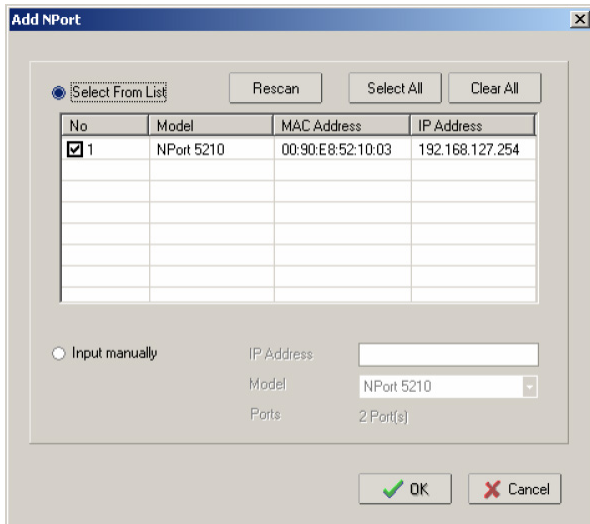 Add NPort
Select From List Rescan Select All Clear All
No Model MAC Address IP Address
1 NPort 5210 00:90:E8:52:10:03 192.168.127.254
Input manually IP Address
Model NPort 5210
Ports 2 Port(s)
OK Cancel